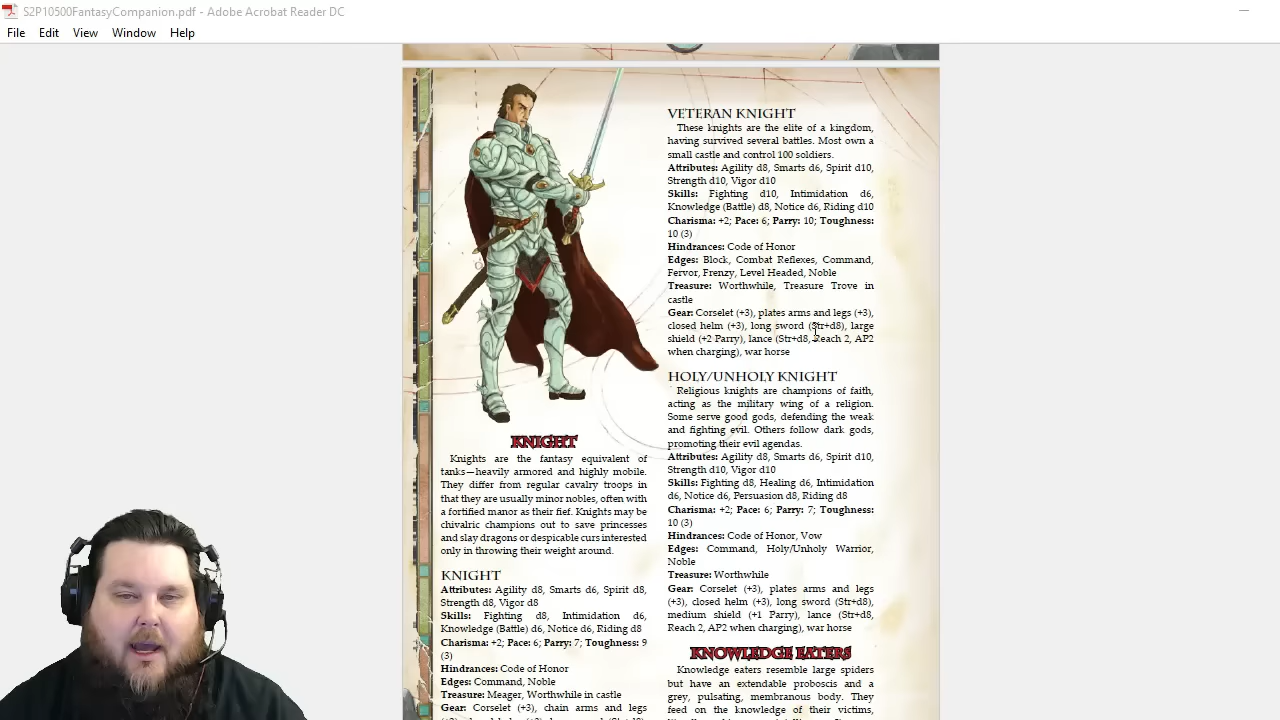 S2P10500FantasyCompanion.pdf - Adobe Acrobat Reader DC
File Edit View Window Help
KNIGHT
Knights are the fantasy equivalent of
tanks—heavily armored and highly mobile.
They differ from regular cavalry troops in
that they are usually minor nobles, often with
a fortified manor as their fief. Knights may be
chivalric champions out to save princesses
and slay dragons or despicable curs interested
only in throwing their weight around.
KNIGHT
Attributes: Agility d8, Smarts d6, Spirit d8,
Strength d8, Vigor d8
Skills: Fighting d8, Intimidation d6,
Knowledge (Battle) d6, Notice d6, Riding d8
Charisma: +2; Pace: 6; Parry: 7; Toughness: 9
(3)
Hindrances: Code of Honor
Edges: Command, Noble
Treasure: Meager, Worthwhile in castle
Gear: Corselet (+3), chain arms and legs
VETERAN KNIGHT
These knights are the elite of a kingdom,
having survived several battles. Most own a
small castle and control 100 soldiers.
Attributes: Agility d8, Smarts d6, Spirit d10,
Strength d10, Vigor d10
Skills: Fighting d10, Intimidation d6,
Knowledge (Battle) d8, Notice d6, Riding d10
Charisma: +2; Pace: 6; Parry: 10; Toughness:
10 (3)
Hindrances: Code of Honor
Edges: Block, Combat Reflexes, Command,
Fervor, Frenzy, Level Headed, Noble
Treasure: Worthwhile, Treasure Trove in
castle
Gear: Corselet (+3), plates arms and legs (+3),
closed helm (+3), long sword (Str+d8), large
shield (+2 Parry), lance (Str+d8, Reach 2, AP2
when charging), war horse
HOLY/UNHOLY KNIGHT
Religious knights are champions of faith,
acting as the military wing of a religion.
Some serve good gods, defending the weak
and fighting evil. Others follow dark gods,
promoting their evil agendas.
Attributes: Agility d8, Smarts d6, Spirit d10,
Strength d10, Vigor d10
Skills: Fighting d8, Healing d6, Intimidation
d6, Notice d6, Persuasion d8, Riding d8
Charisma: +2; Pace: 6; Parry: 7; Toughness:
10 (3)
Hindrances: Code of Honor, Vow
Edges: Command, Holy/Unholy Warrior,
Noble
Treasure: Worthwhile
Gear: Corselet (+3), plates arms and legs
(+3), closed helm (+3), long sword (Str+d8),
medium shield (+1 Parry), lance (Str+d8,
Reach 2, AP2 when charging), war horse
KNOWLEDGE EATERS
Knowledge eaters resemble large spiders
but have an extendable proboscis and a
grey, pulsating, membranous body. They
feed on the knowledge of their victims,